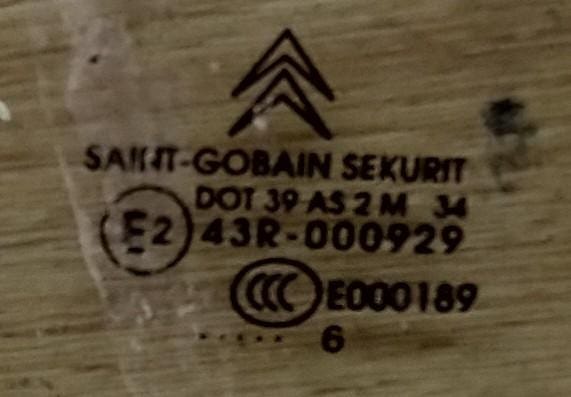 SAINT-GOBAIN SEKURIT
DOT 39 AS 2 M 34
E2 43R-000929
CCC E000189
..... 6